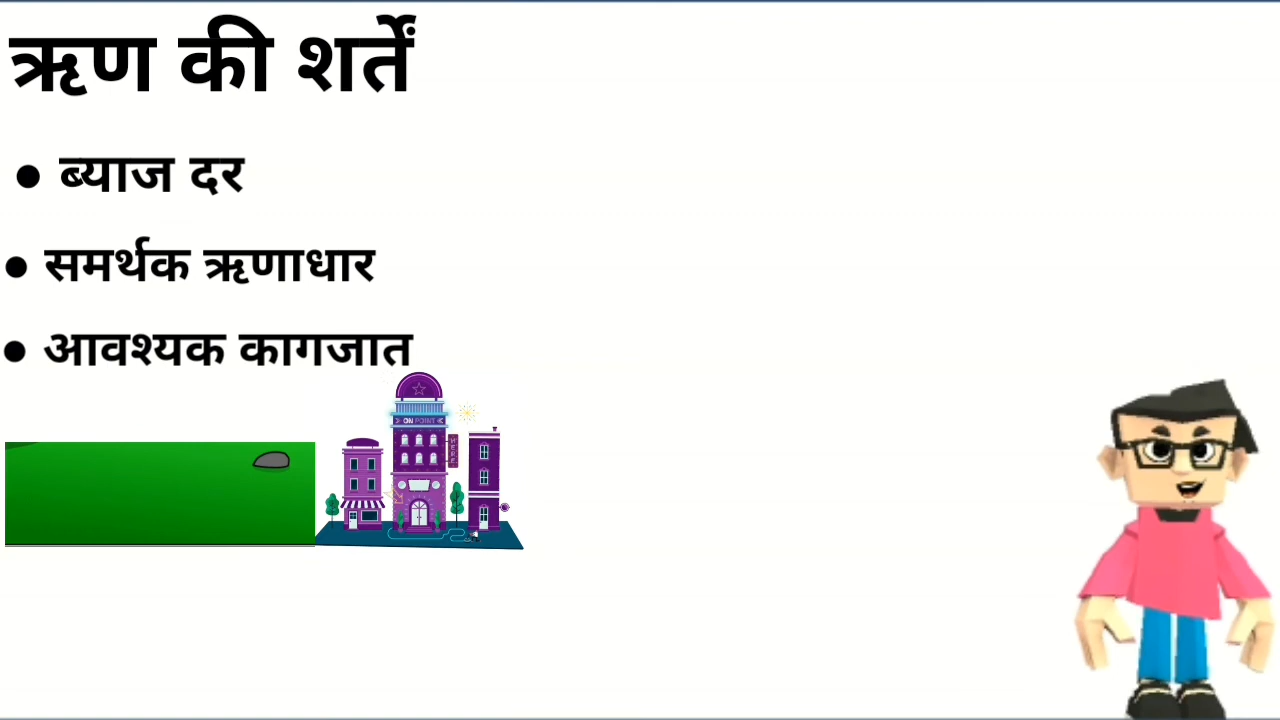 ऋण की शर्तें
• ब्याज दर
• समर्थक ऋणाधार
• आवश्यक कागजात
ON POINT